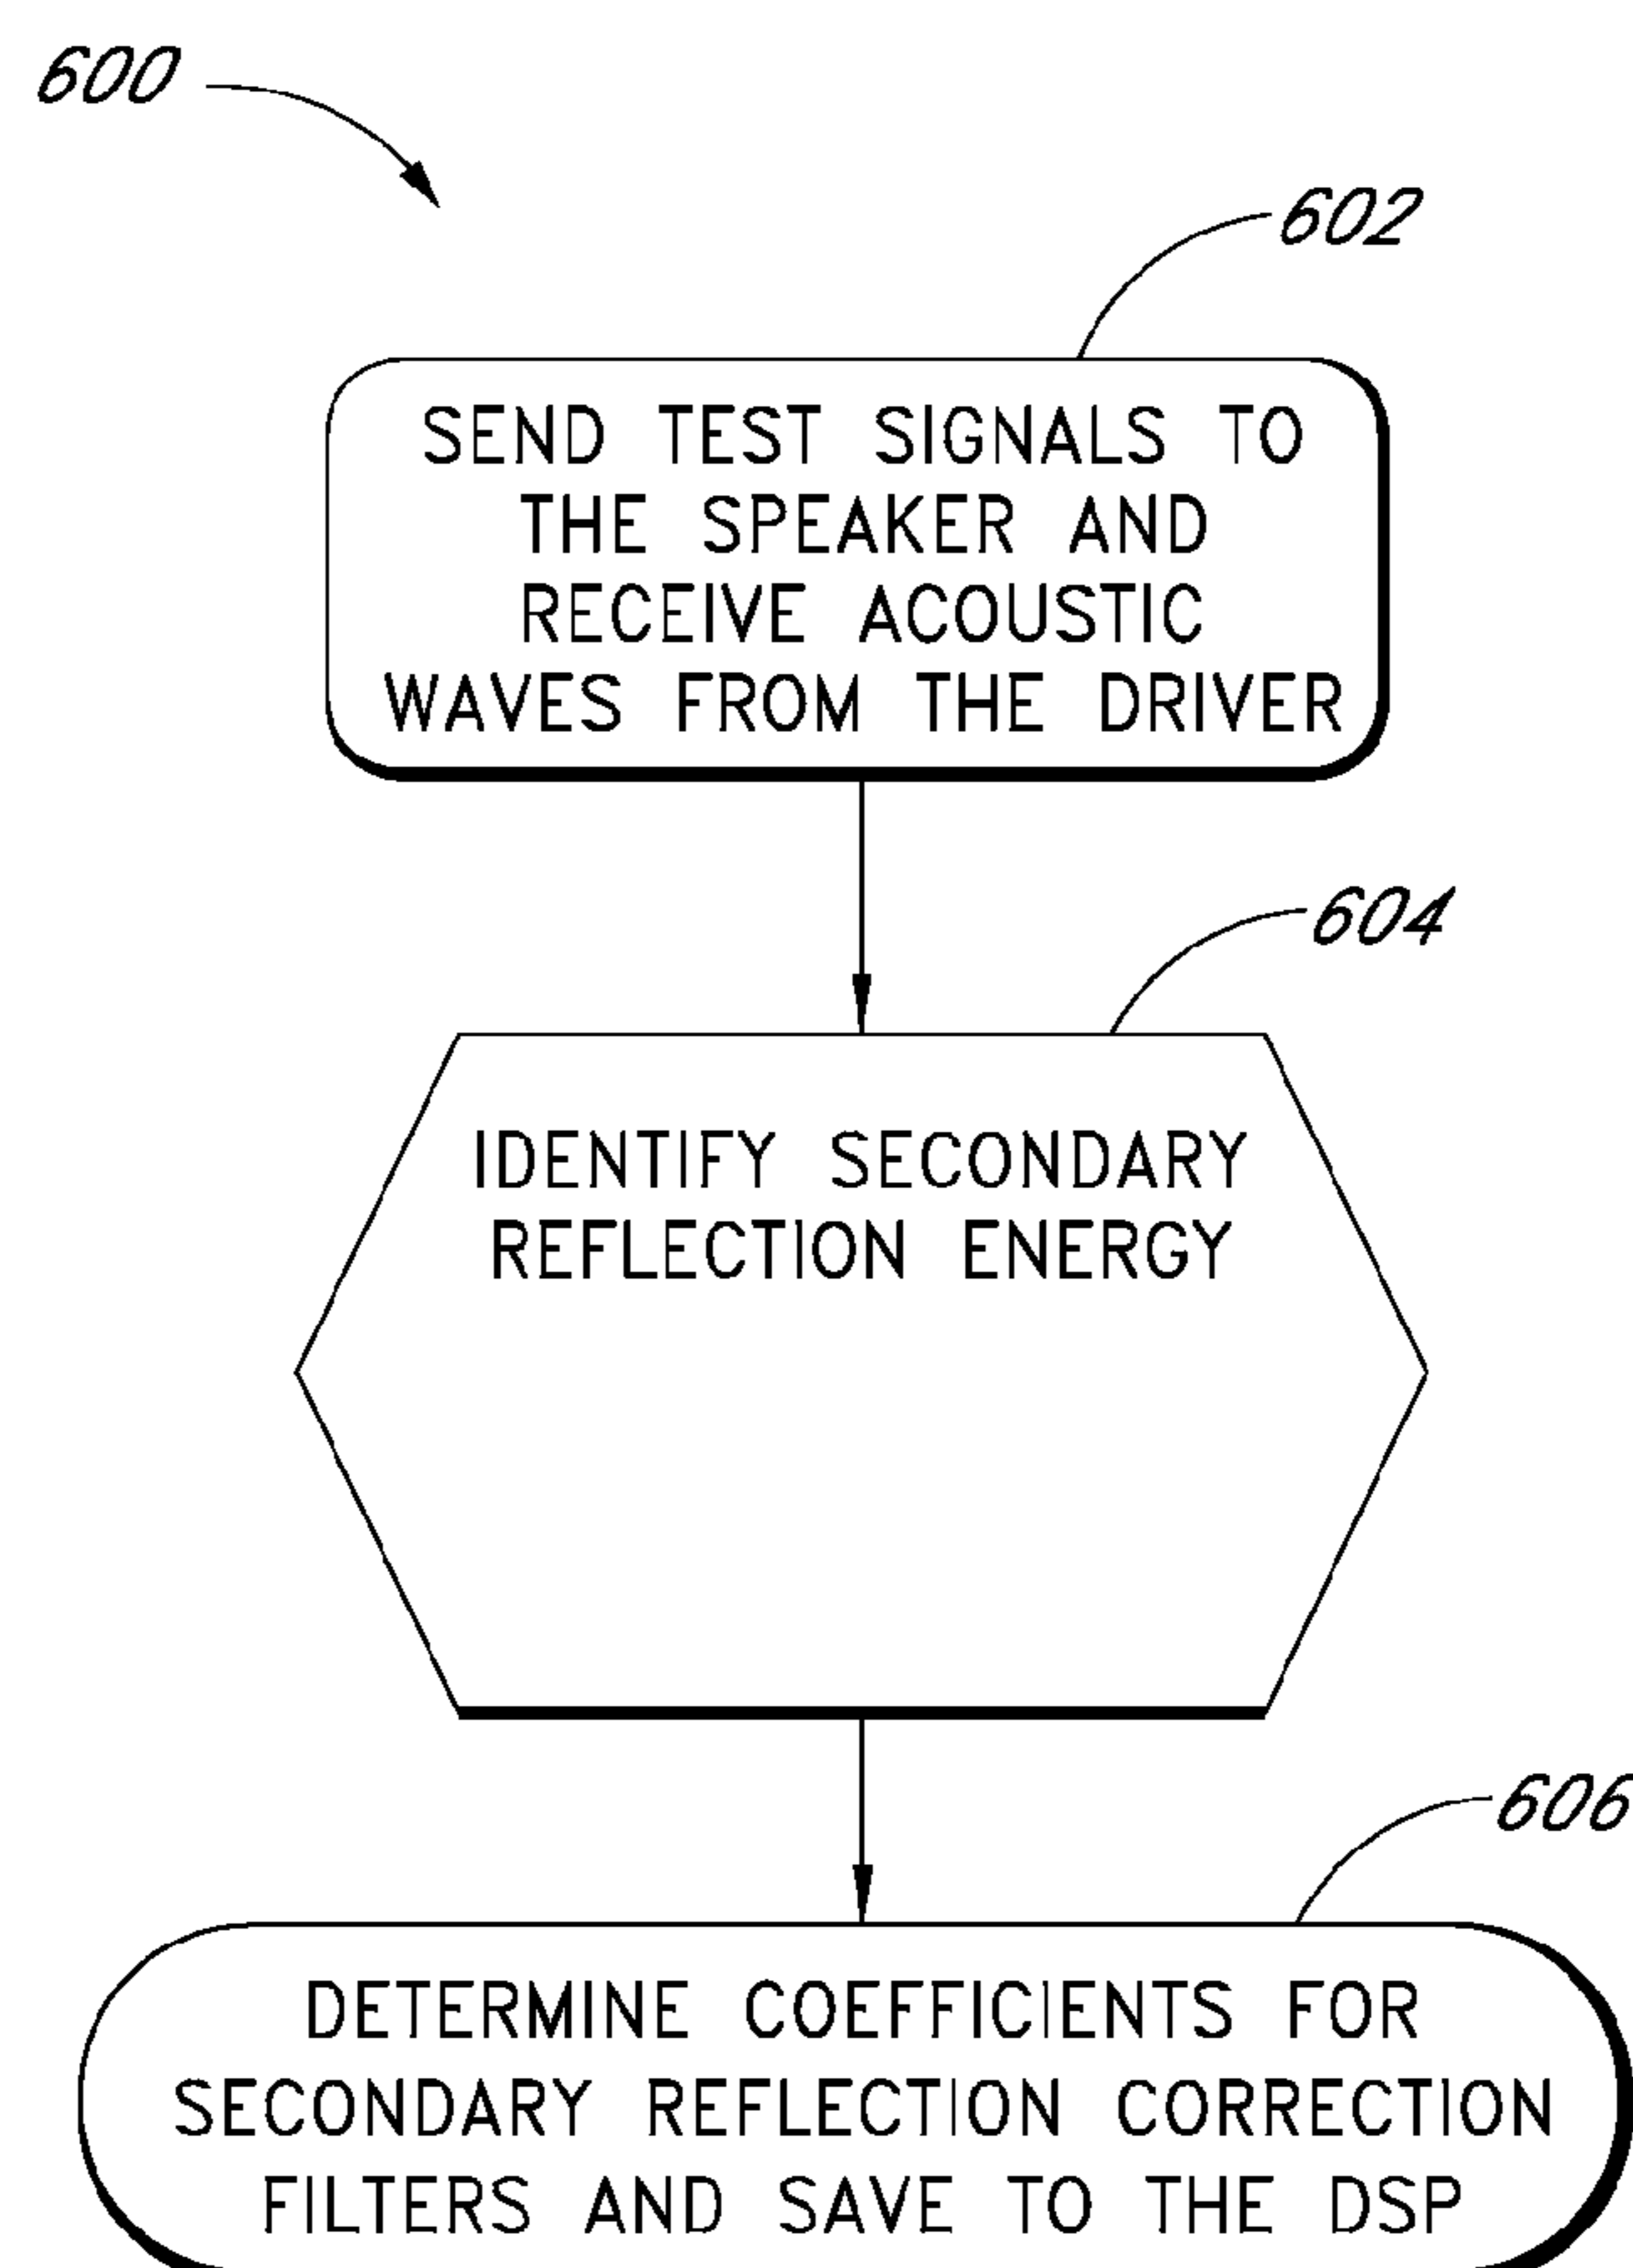 600
602
SEND TEST SIGNALS TO
THE SPEAKER AND
RECEIVE ACOUSTIC
WAVES FROM THE DRIVER
604
IDENTIFY SECONDARY
REFLECTION ENERGY
606
DETERMINE COEFFICIENTS FOR
SECONDARY REFLECTION CORRECTION
FILTERS AND SAVE TO THE DSP